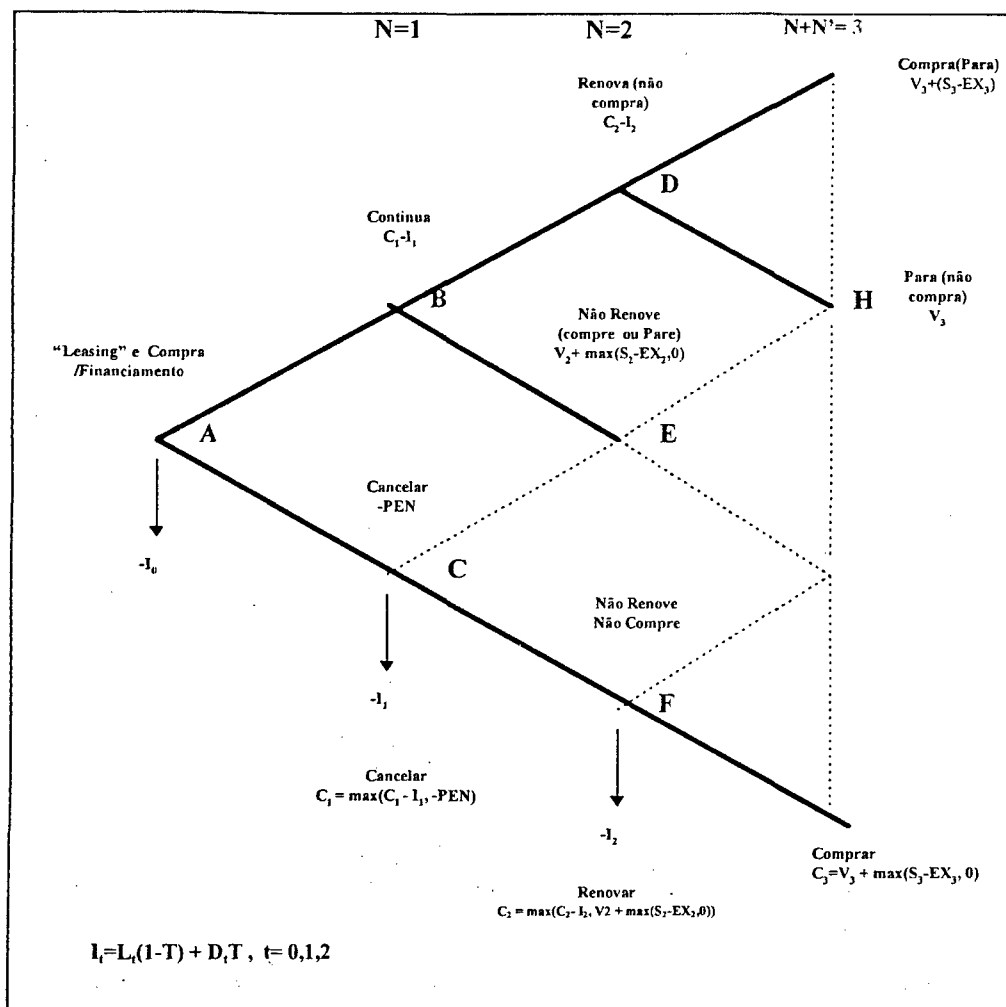 N=1
N=2
N+N'= 3
Compra(Para)
V₃+(S₃-EX₃)
Renova (não
compra)
C₂-I₂
D
Continua
C₁-I₁
B
H
Para (não
compra)
V₃
Não Renove
(compre ou Pare)
V₂+ max(S₂-EX₂,0)
"Leasing" e Compra
/Financiamento
A
E
Cancelar
-PEN
-I₀
C
Não Renove
Não Compre
-I₁
F
Cancelar
C₁ = max(C₁ - I₁, -PEN)
-I₂
Comprar
C₃=V₃ + max(S₃-EX₃, 0)
Renovar
C₂ = max(C₂- I₂, V2 + max(S₂-EX₂,0))
Iₜ=Lₜ(1-T) + DₜT , t= 0,1,2